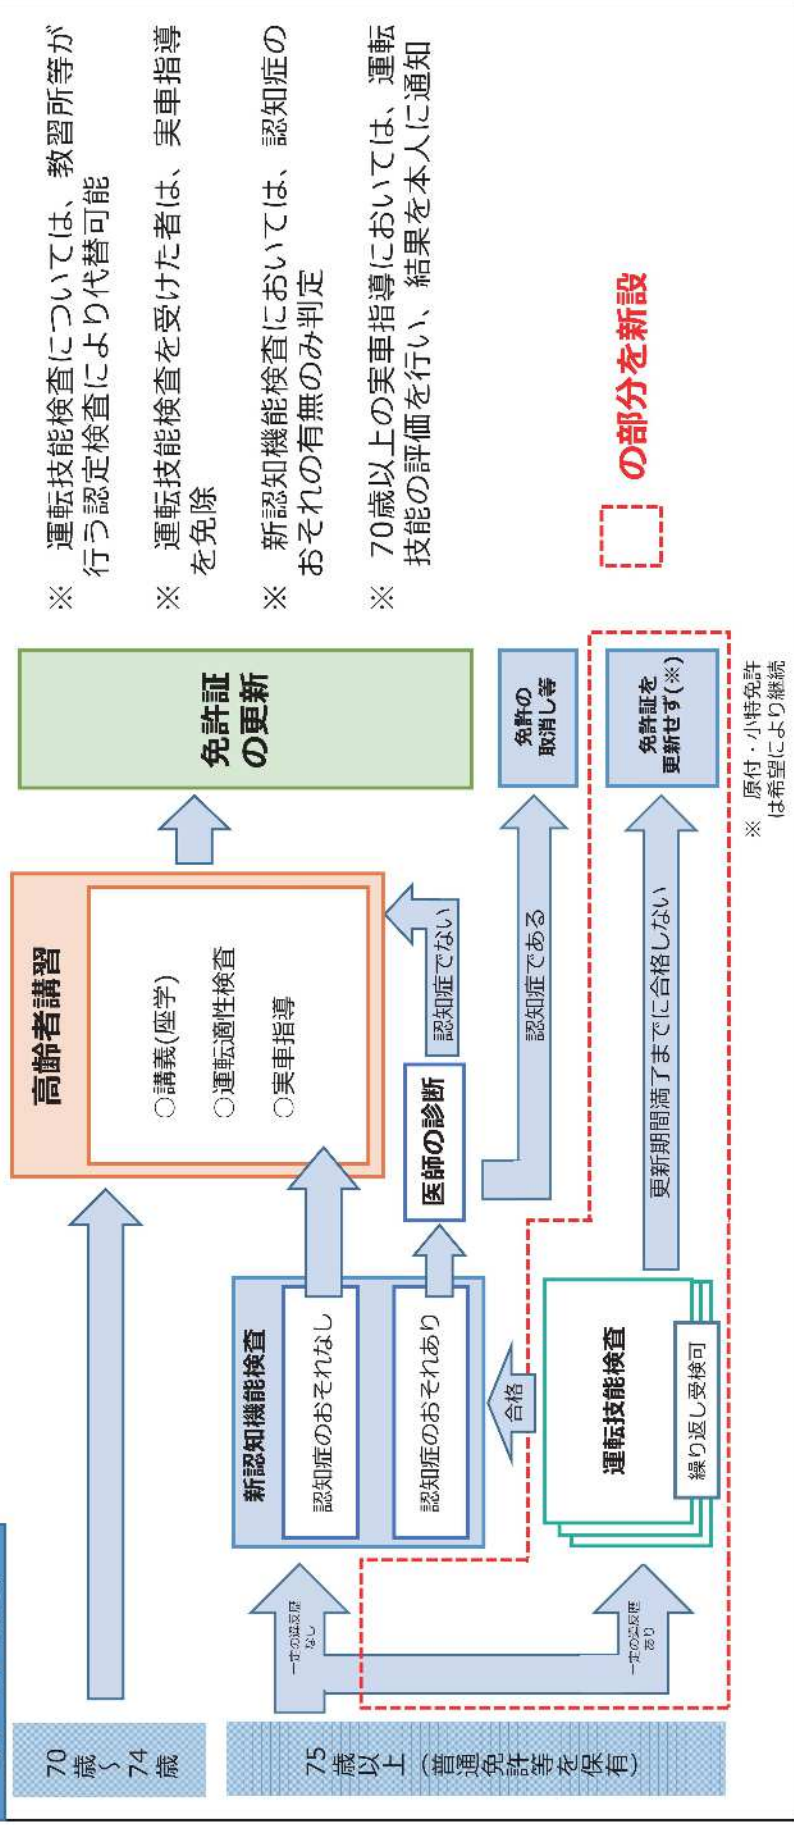 70
歳
～
74
歳
75
歳
以
上
（普通免許等を保有）
一定の違反歴
なし
一定の違反歴
あり
新認知機能検査
認知症のおそれなし
認知症のおそれあり
合格
運転技能検査
繰り返し受検可
高齢者講習
○講義(座学)
○運転適性検査
○実車指導
医師の診断
認知症でない
認知症である
更新期間満了までに合格しない
免許証
の更新
免許の
取消し等
免許証を
更新せず(※)
※ 原付・小特免許
は希望により継続
※ 運転技能検査については、教習所等が
行う認定検査により代替可能
※ 運転技能検査を受けた者は、実車指導
を免除
※ 新認知機能検査においては、認知症の
おそれの有無のみ判定
※ 70歳以上の実車指導においては、運転
技能の評価を行い、結果を本人に通知
の部分を新設